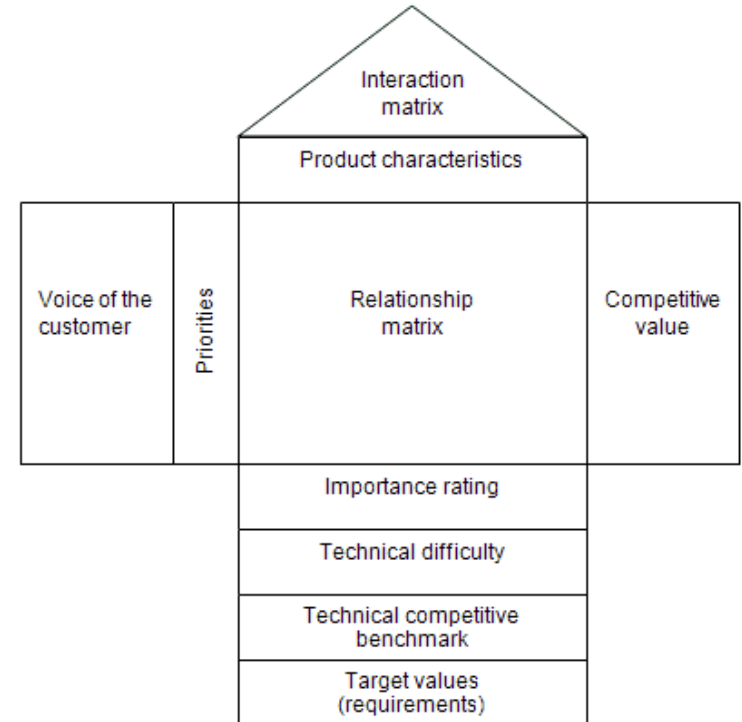 Interaction
matrix
Product characteristics
Voice of the
customer
Priorities
Relationship
matrix
Competitive
value
Importance rating
Technical difficulty
Technical competitive
benchmark
Target values
(requirements)